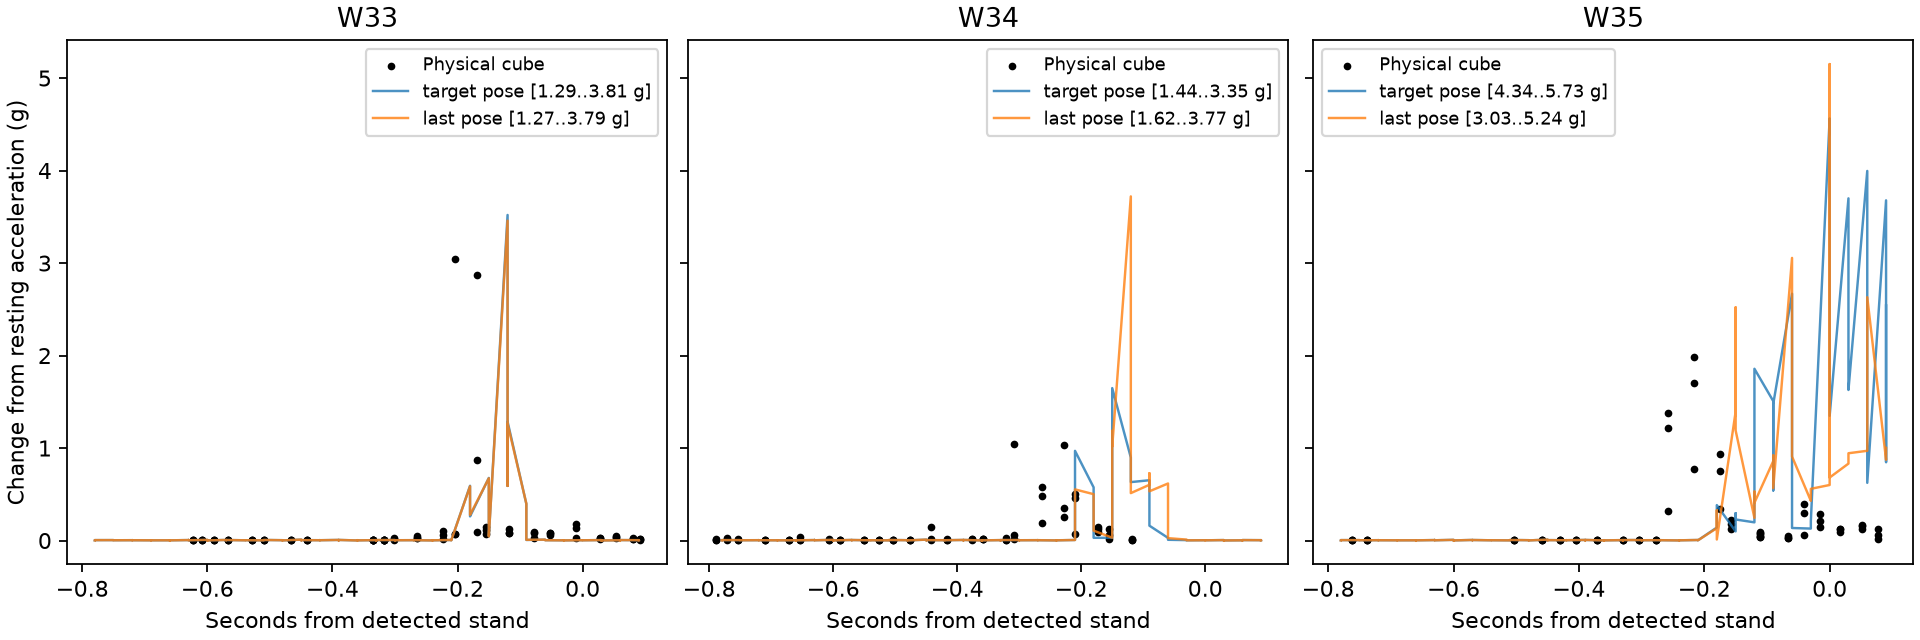 W33
W34
W35
Physical cube
target pose [1.29..3.81 g]
last pose [1.27..3.79 g]
Physical cube
target pose [1.44..3.35 g]
last pose [1.62..3.77 g]
Physical cube
target pose [4.34..5.73 g]
last pose [3.03..5.24 g]
Change from resting acceleration (g)
5
4
3
2
1
0
−0.8 −0.6 −0.4 −0.2 0.0
−0.8 −0.6 −0.4 −0.2 0.0
−0.8 −0.6 −0.4 −0.2 0.0
Seconds from detected stand
Seconds from detected stand
Seconds from detected stand